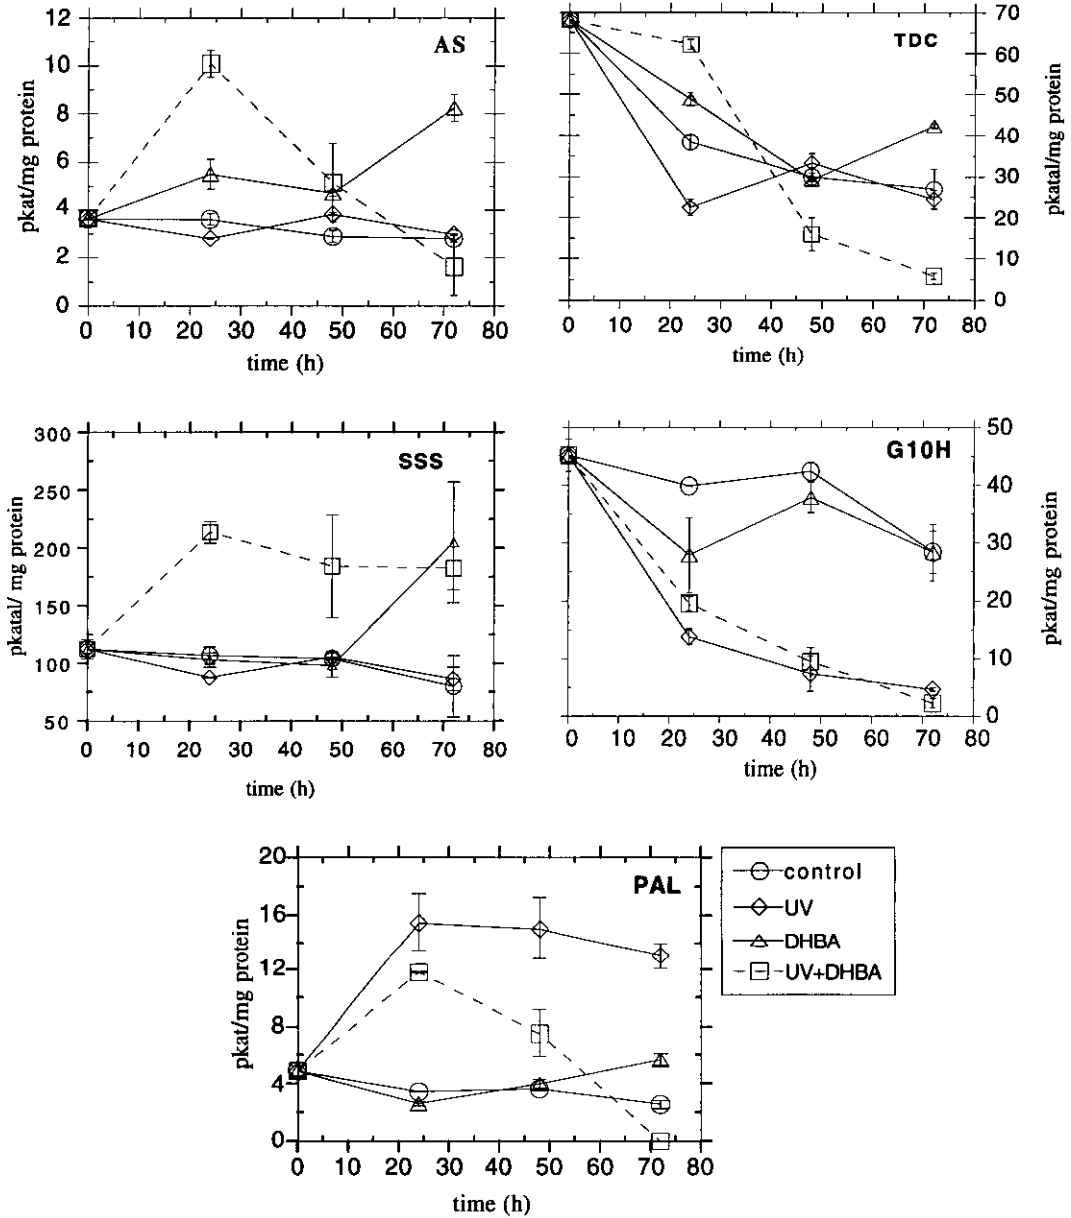 AS
12
10
8
6
4
2
0
pkat/mg protein
0 10 20 30 40 50 60 70 80
time (h)
TDC
70
60
50
40
30
20
10
0
pkatal/mg protein
0 10 20 30 40 50 60 70 80
time (h)
SSS
300
250
200
150
100
50
pkatal/ mg protein
0 10 20 30 40 50 60 70 80
time (h)
G10H
50
40
30
20
10
0
pkat/mg protein
0 10 20 30 40 50 60 70 80
time (h)
PAL
20
16
12
8
4
0
pkat/mg protein
0 10 20 30 40 50 60 70 80
time (h)
control
UV
DHBA
UV+DHBA